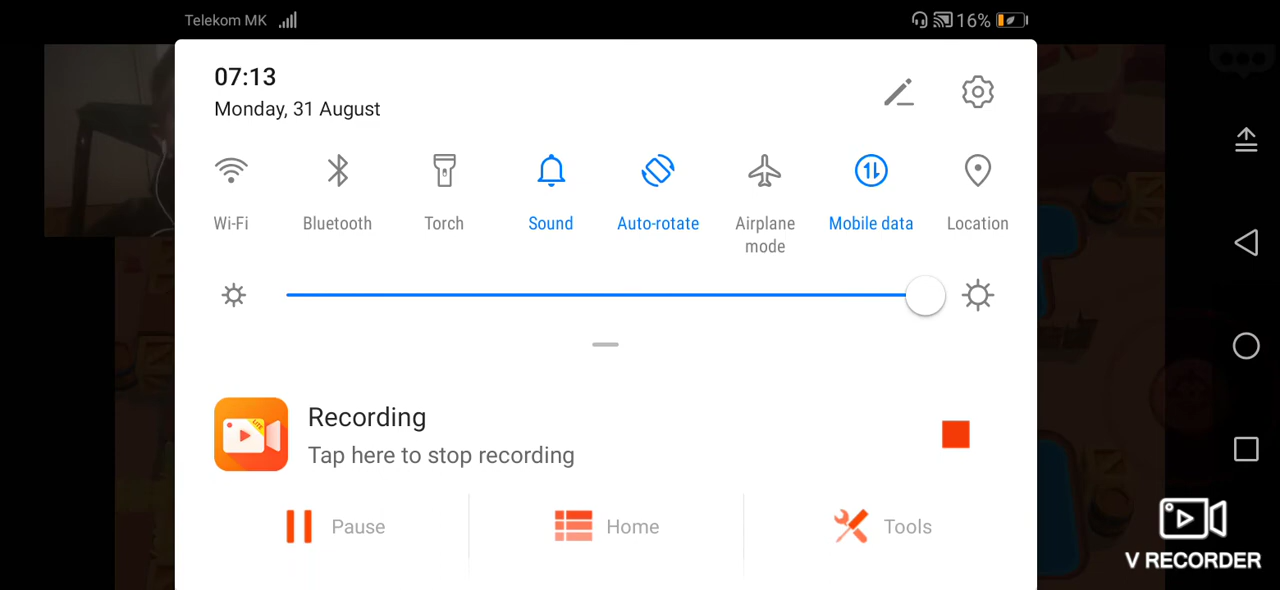 Telekom MK
16%
07:13
Monday, 31 August
Wi-Fi
Bluetooth
Torch
Sound
Auto-rotate
Airplane
mode
Mobile data
Location
LITE
Recording
Tap here to stop recording
Pause
Home
Tools
V RECORDER